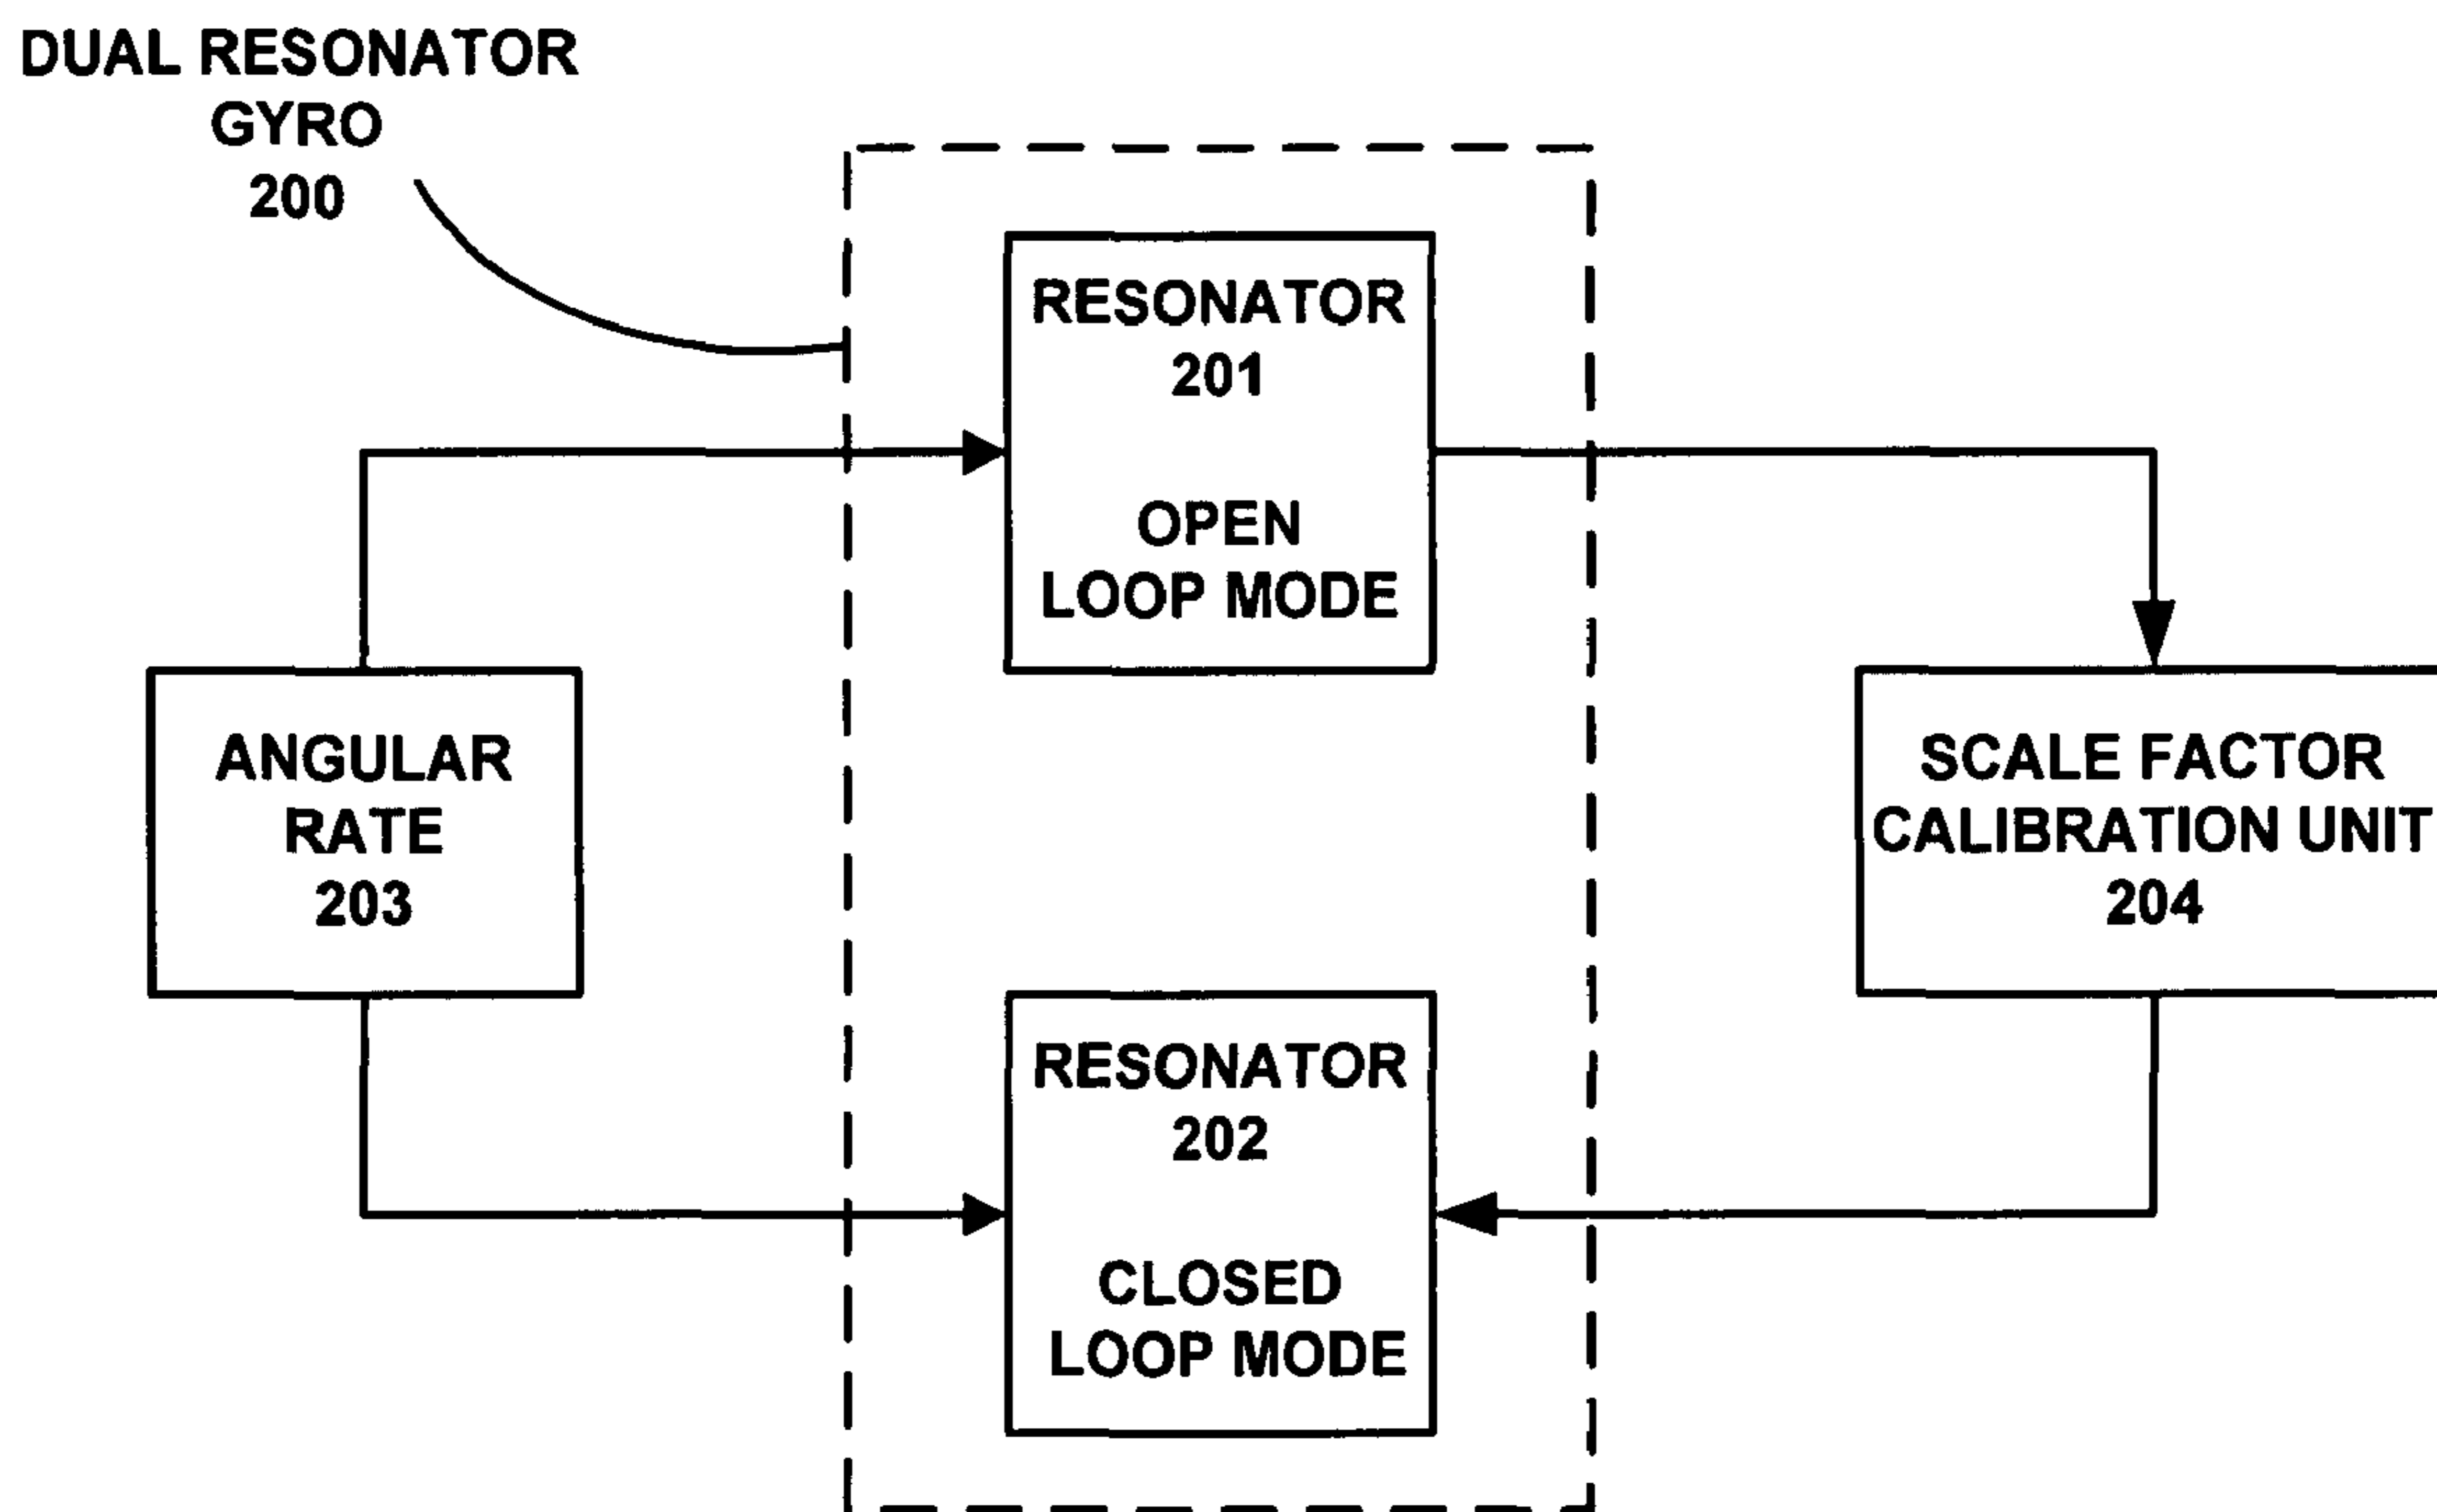 DUAL RESONATOR
GYRO
200
RESONATOR
201
OPEN
LOOP MODE
ANGULAR
RATE
203
SCALE FACTOR
CALIBRATION UNIT
204
RESONATOR
202
CLOSED
LOOP MODE